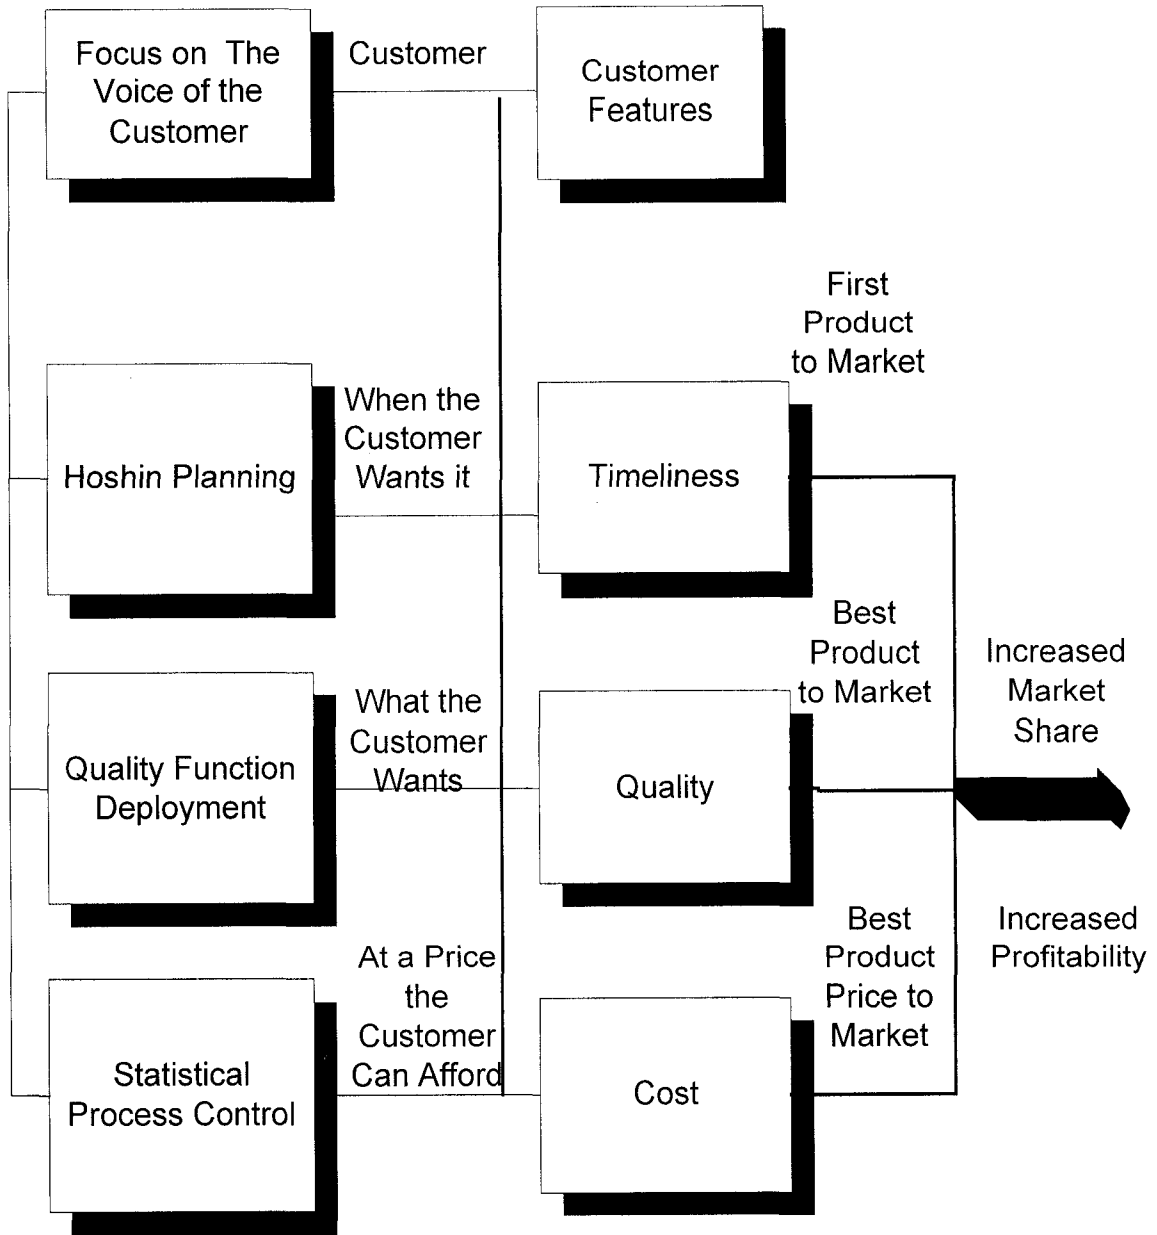 Focus on The
Voice of the
Customer
Customer
Customer
Features
First
Product
to Market
Hoshin Planning
When the
Customer
Wants it
Timeliness
Best
Product
to Market
Increased
Market
Share
Quality Function
Deployment
What the
Customer
Wants
Quality
Best
Product
Price to
Market
Increased
Profitability
Statistical
Process Control
At a Price
the
Customer
Can Afford
Cost